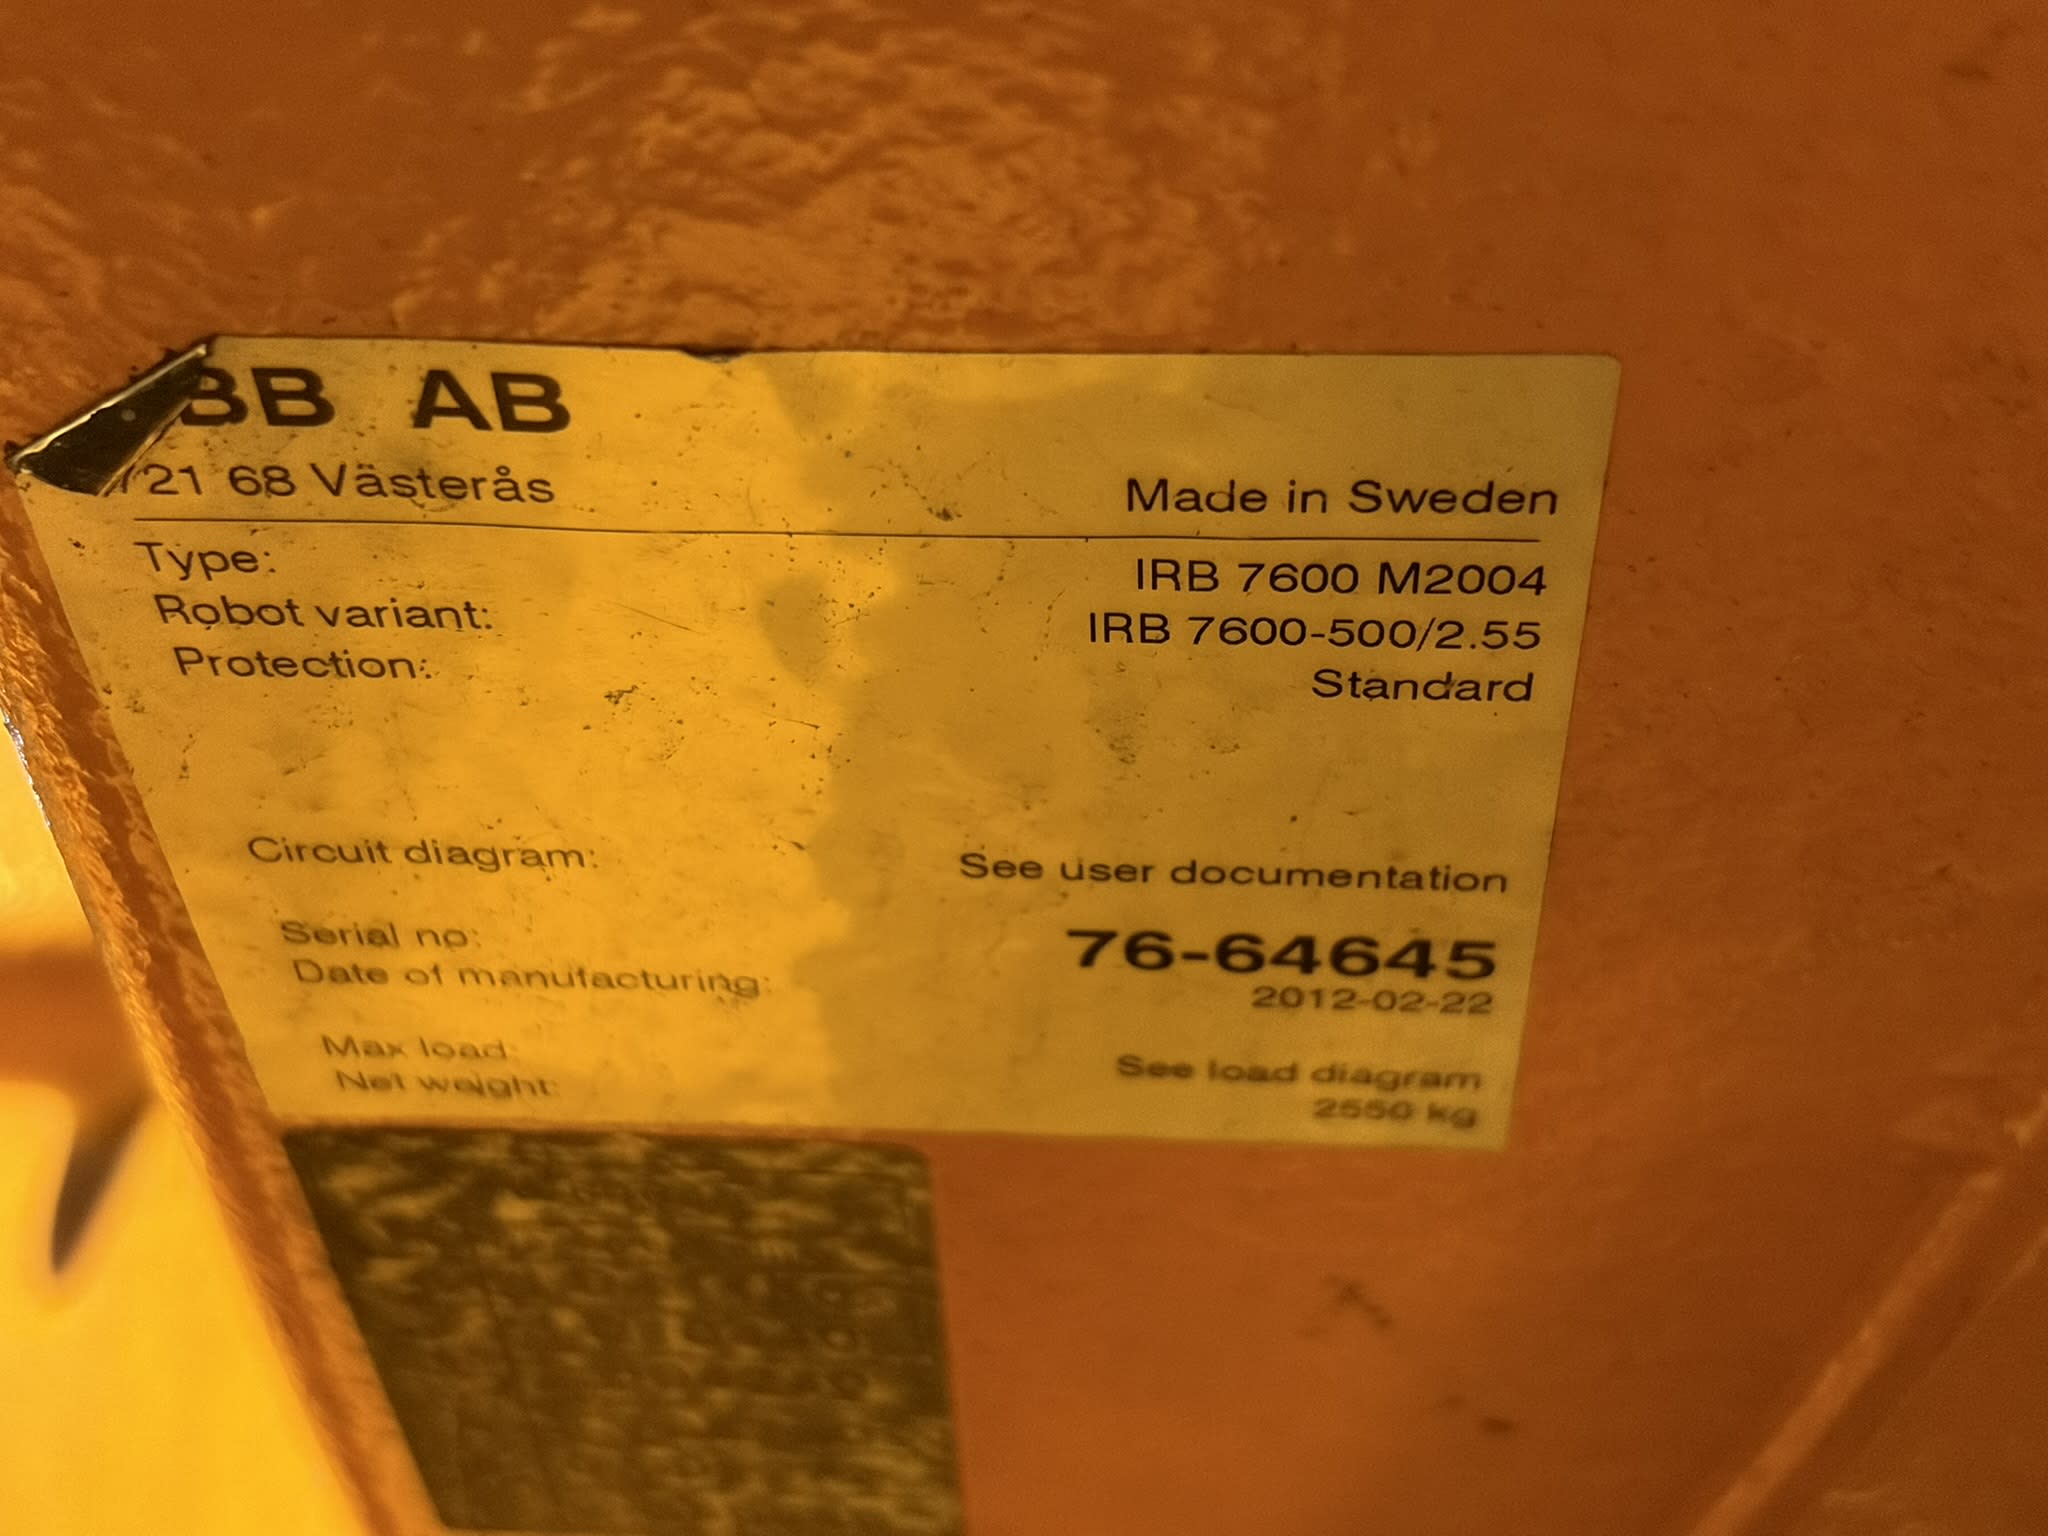 BB AB
721 68 Västerås
Made in Sweden
Type: IRB 7600 M2004
Robot variant: IRB 7600-500/2.55
Protection: Standard
Circuit diagram: See user documentation
Serial no: 76-64645
Date of manufacturing: 2012-02-22
Max load: See load diagram
Net weight: 2550 kg